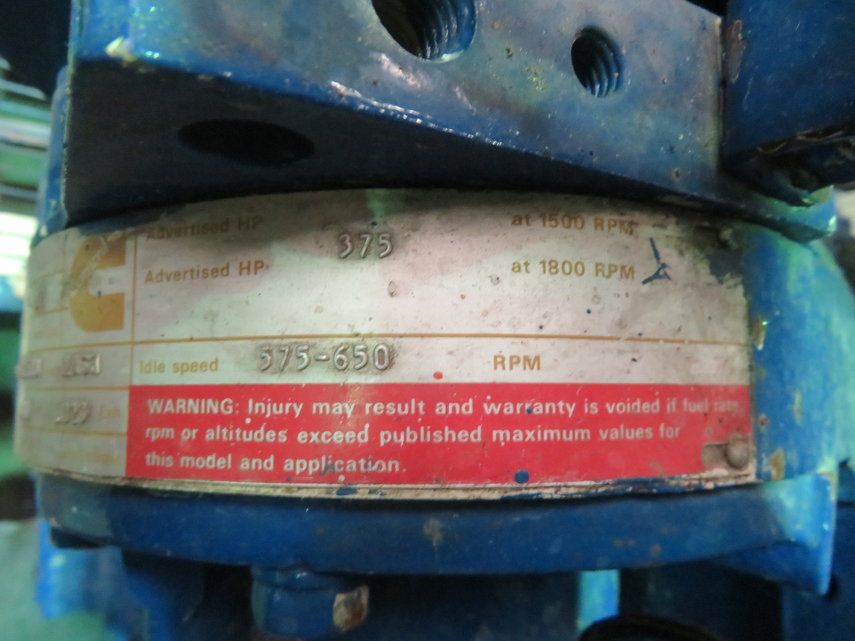 Advertised HP 375 at 1500 RPM
Advertised HP at 1800 RPM
Idle speed 575-650 RPM
WARNING: Injury may result and warranty is voided if fuel rate,
rpm or altitudes exceed published maximum values for
this model and application.